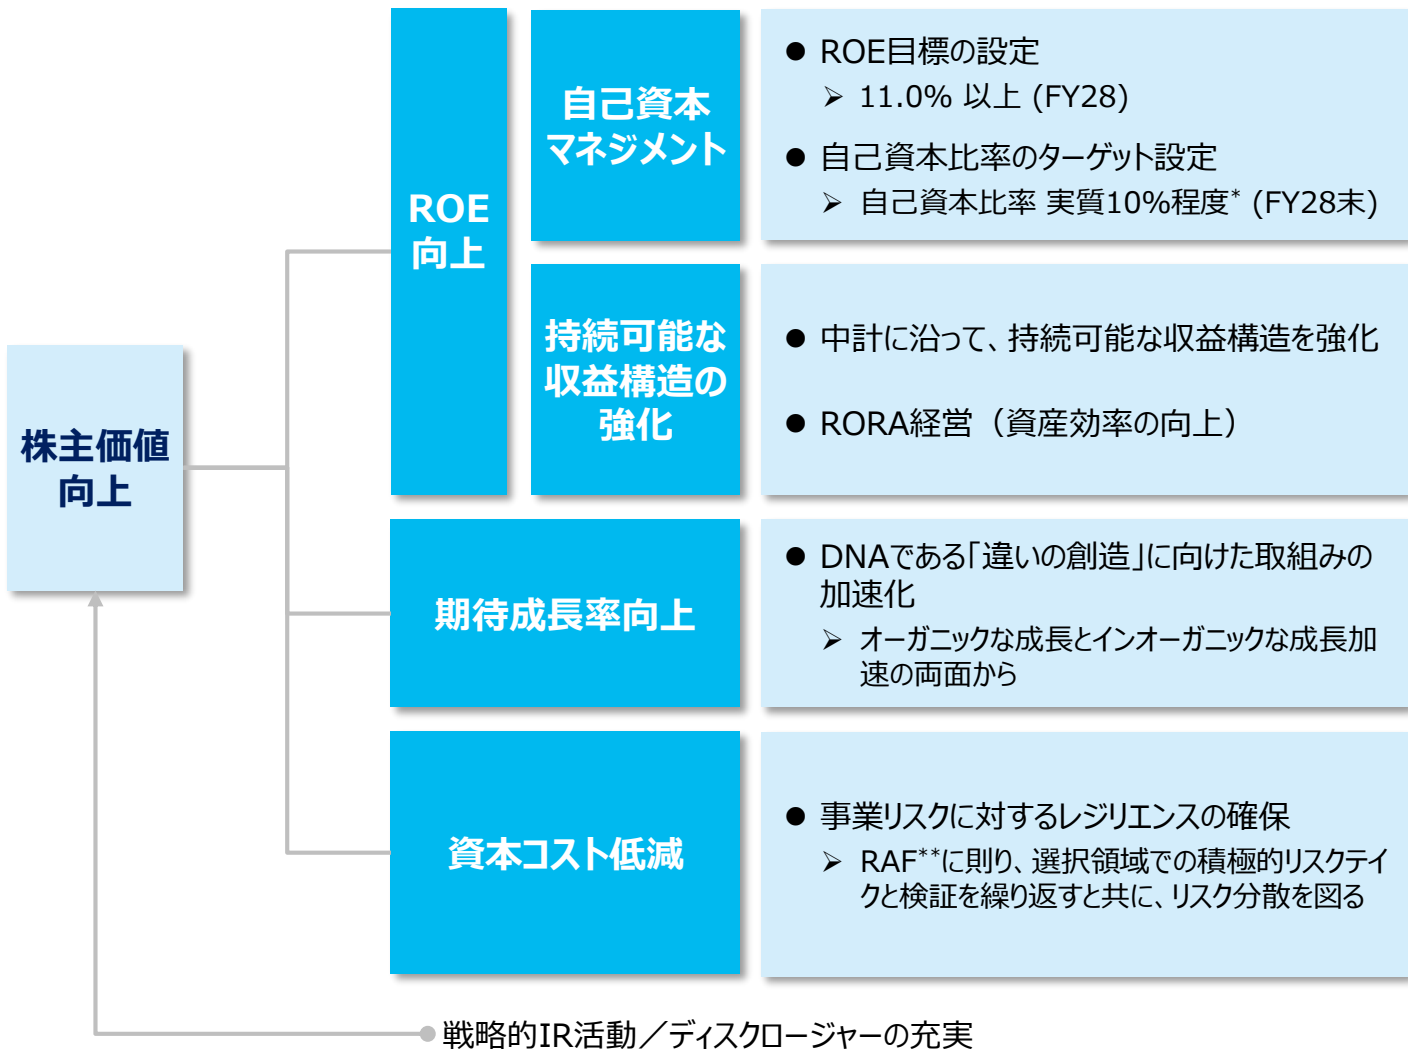 株主価値
向上
ROE
向上
自己資本
マネジメント
● ROE目標の設定
➢ 11.0% 以上 (FY28)
● 自己資本比率のターゲット設定
➢ 自己資本比率 実質10%程度* (FY28末)
持続可能な
収益構造の
強化
● 中計に沿って、持続可能な収益構造を強化
● RORA経営（資産効率の向上）
期待成長率向上
● DNAである「違いの創造」に向けた取組みの
加速化
➢ オーガニックな成長とインオーガニックな成長加
速の両面から
資本コスト低減
● 事業リスクに対するレジリエンスの確保
➢ RAF**に則り、選択領域での積極的リスクテイ
クと検証を繰り返すと共に、リスク分散を図る
戦略的IR活動／ディスクロージャーの充実